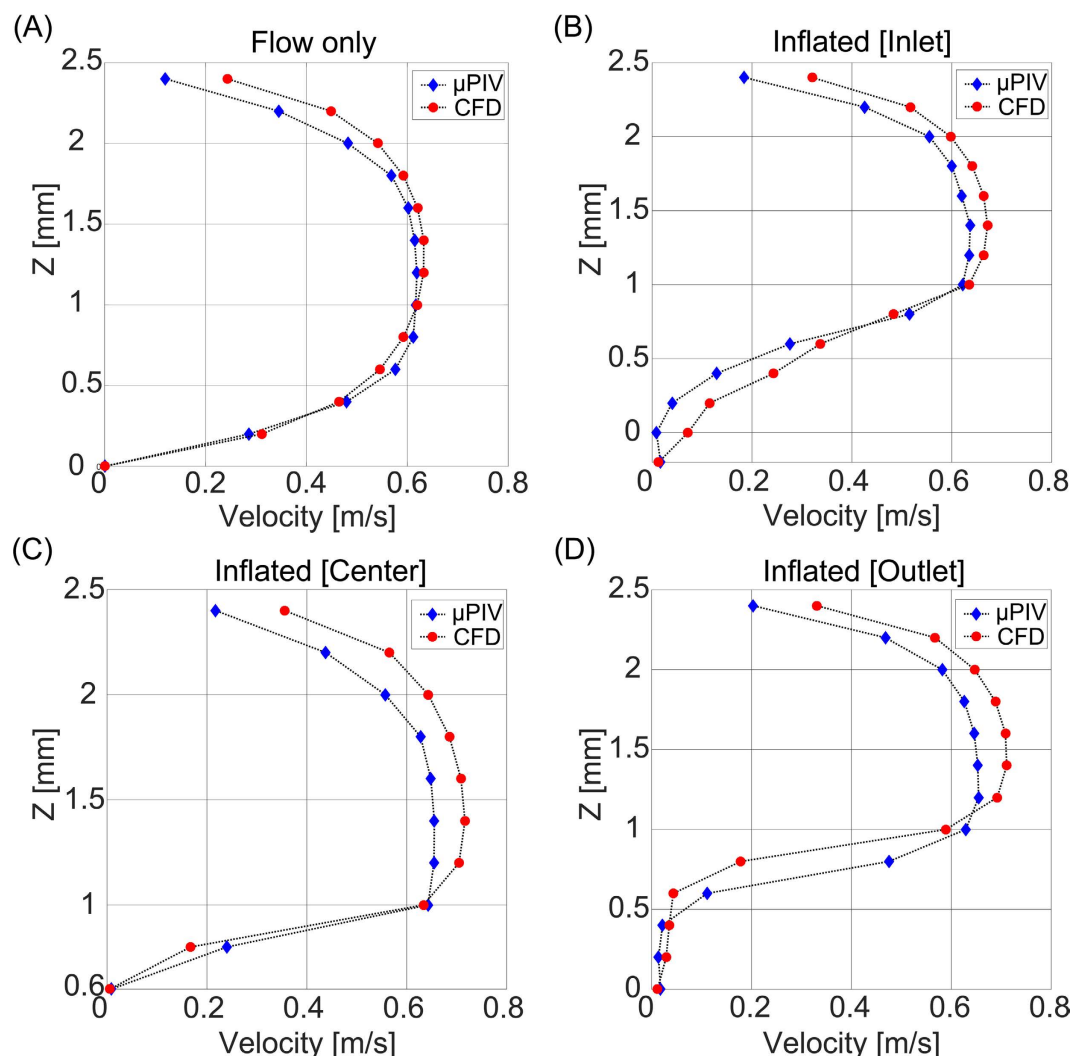 (A)
Flow only
2.5
2
1.5
1
0.5
0
Z [mm]
µPIV
CFD
0
0.2
0.4
0.6
0.8
Velocity [m/s]
(B)
Inflated [Inlet]
2.5
2
1.5
1
0.5
0
Z [mm]
µPIV
CFD
0
0.2
0.4
0.6
0.8
Velocity [m/s]
(C)
Inflated [Center]
2.5
2
1.5
1
0.6
Z [mm]
µPIV
CFD
0
0.2
0.4
0.6
0.8
Velocity [m/s]
(D)
Inflated [Outlet]
2.5
2
1.5
1
0.5
0
Z [mm]
µPIV
CFD
0
0.2
0.4
0.6
0.8
Velocity [m/s]